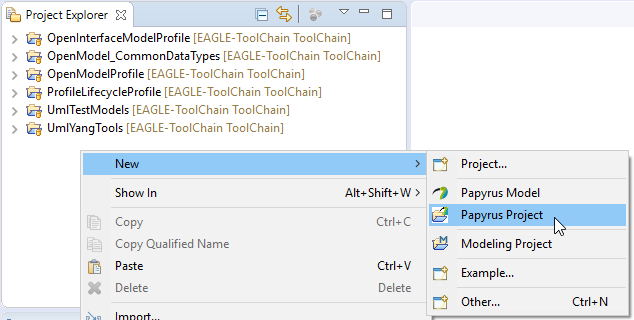 Project Explorer
OpenInterfaceModelProfile [EAGLE-ToolChain ToolChain]
OpenModel_CommonDataTypes [EAGLE-ToolChain ToolChain]
OpenModelProfile [EAGLE-ToolChain ToolChain]
ProfileLifecycleProfile [EAGLE-ToolChain ToolChain]
UmlTestModels [EAGLE-ToolChain ToolChain]
UmlYangTools [EAGLE-ToolChain ToolChain]
New
Show In Alt+Shift+W
Copy Ctrl+C
Copy Qualified Name
Paste Ctrl+V
Delete Delete
Import...
Project...
Papyrus Model
Papyrus Project
Modeling Project
Example...
Other... Ctrl+N